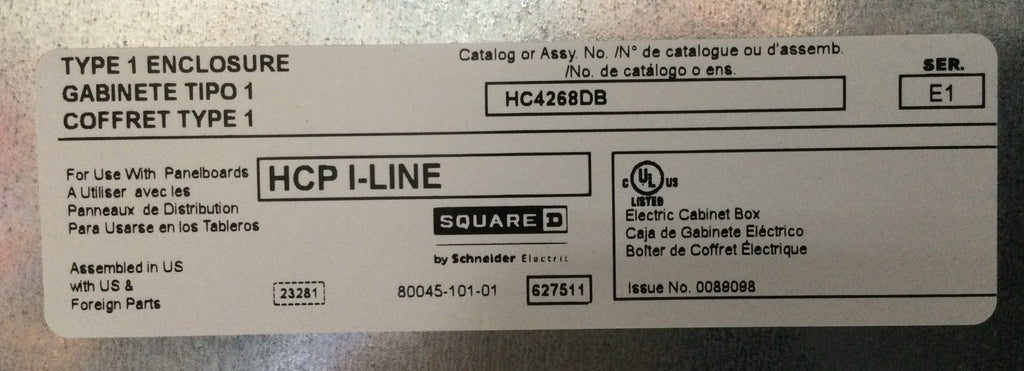 TYPE 1 ENCLOSURE
GABINETE TIPO 1
COFFRET TYPE 1
Catalog or Assy. No. /N° de catalogue ou d'assemb.
/No. de catálogo o ens.
HC4268DB
SER.
E1
For Use With Panelboards
A Utiliser avec les
Panneaux de Distribution
Para Usarse en los Tableros
HCP I-LINE
SQUARE D
by Schneider Electric
Assembled in US
with US &
Foreign Parts
23281
80045-101-01
627511
C UL US
LISTED
Electric Cabinet Box
Caja de Gabinete Eléctrico
Boîter de Coffret Électrique
Issue No. 0089098